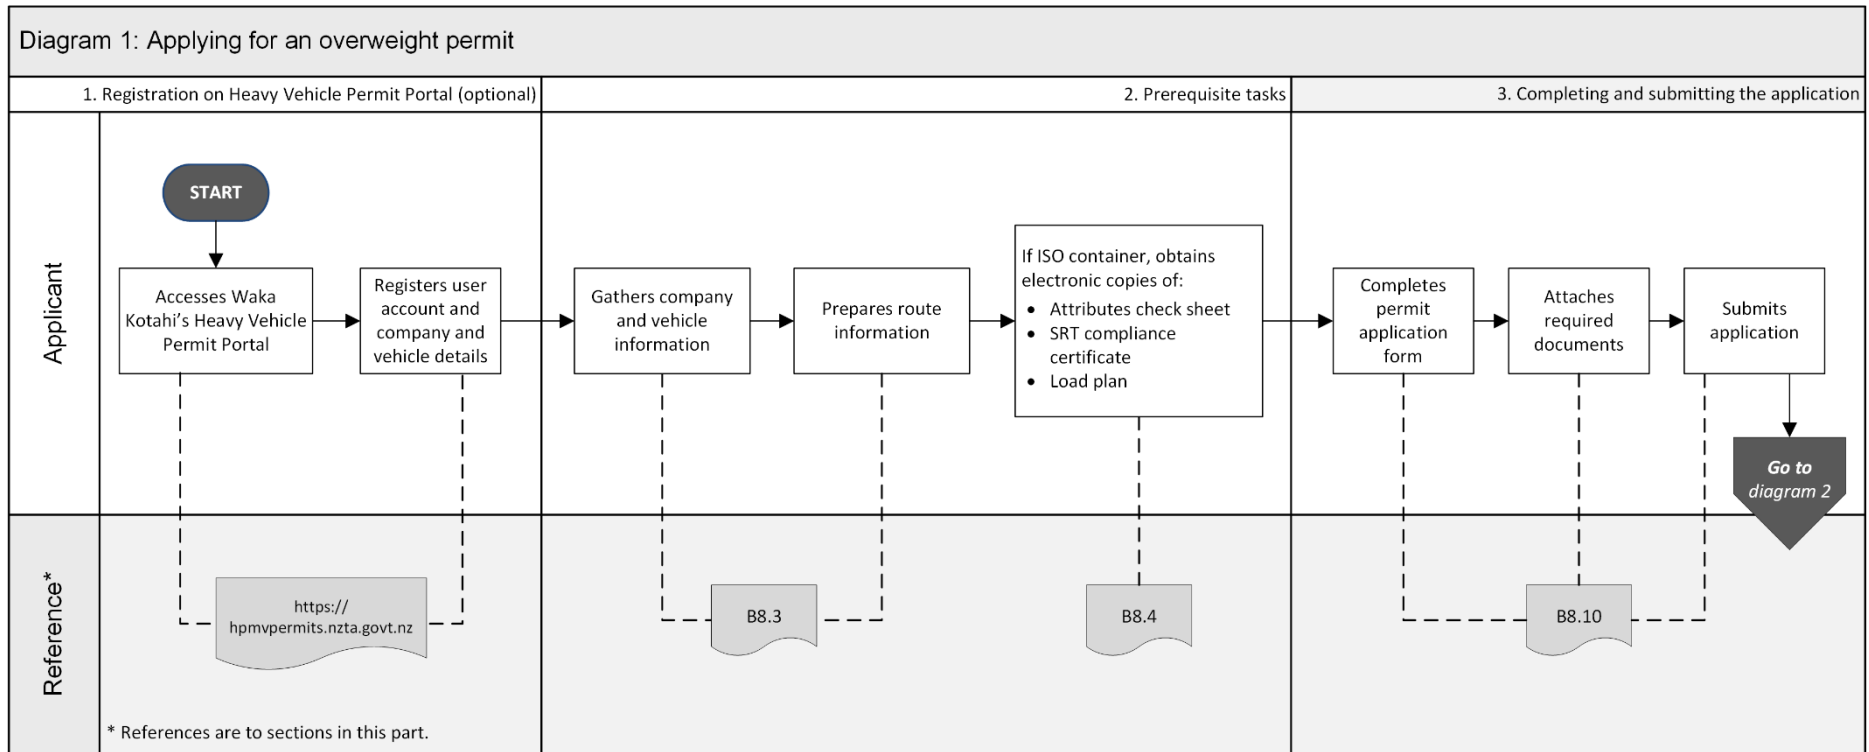 Diagram 1: Applying for an overweight permit
1. Registration on Heavy Vehicle Permit Portal (optional)
2. Prerequisite tasks
3. Completing and submitting the application
Applicant
START
Accesses Waka
Kotahi's Heavy Vehicle
Permit Portal
Registers user
account and
company and
vehicle details
Gathers company
and vehicle
information
Prepares route
information
If ISO container, obtains
electronic copies of:
• Attributes check sheet
• SRT compliance
certificate
• Load plan
Completes
permit
application
form
Attaches
required
documents
Submits
application
Go to
diagram 2
Reference*
https://
hpmvpermits.nzta.govt.nz
B8.3
B8.4
B8.10
* References are to sections in this part.